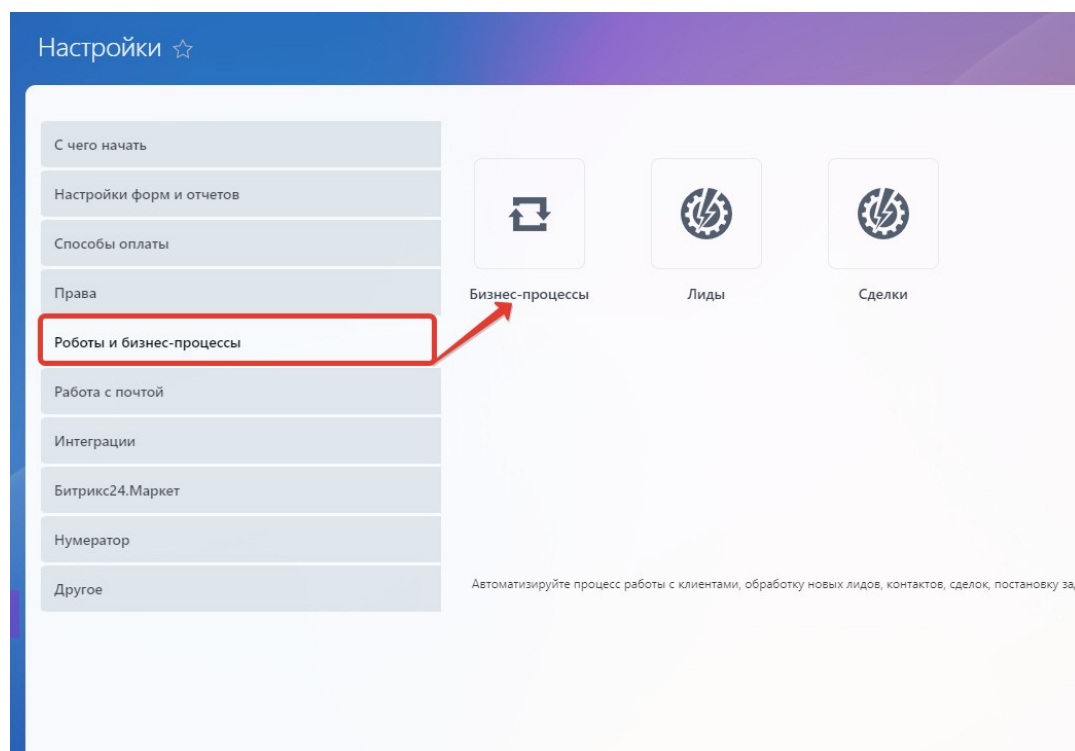 Настройки
С чего начать
Настройки форм и отчетов
Способы оплаты
Права
Роботы и бизнес-процессы
Работа с почтой
Интеграции
Битрикс24.Маркет
Нумератор
Другое
Бизнес-процессы
Лиды
Сделки
Автоматизируйте процесс работы с клиентами, обработку новых лидов, контактов, сделок, постановку